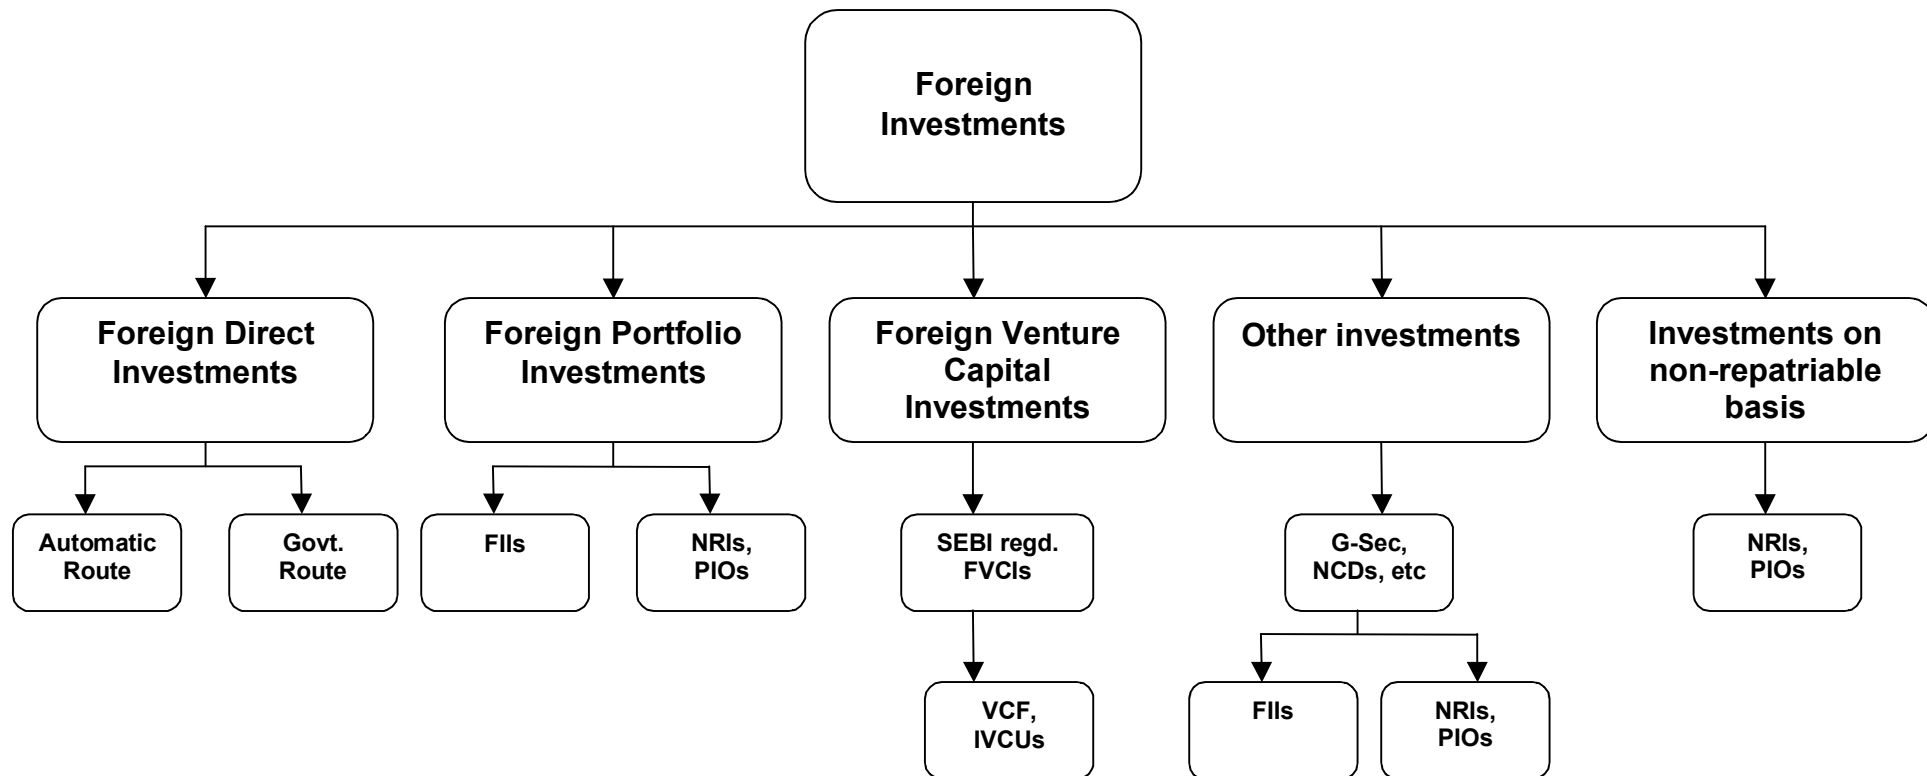 Foreign
Investments
Foreign Direct
Investments
Foreign Portfolio
Investments
Foreign Venture
Capital
Investments
Other investments
Investments on
non-repatriable
basis
Automatic
Route
Govt.
Route
FIIs
NRIs,
PIOs
SEBI regd.
FVCIs
G-Sec,
NCDs, etc
NRIs,
PIOs
VCF,
IVCUs
FIIs
NRIs,
PIOs